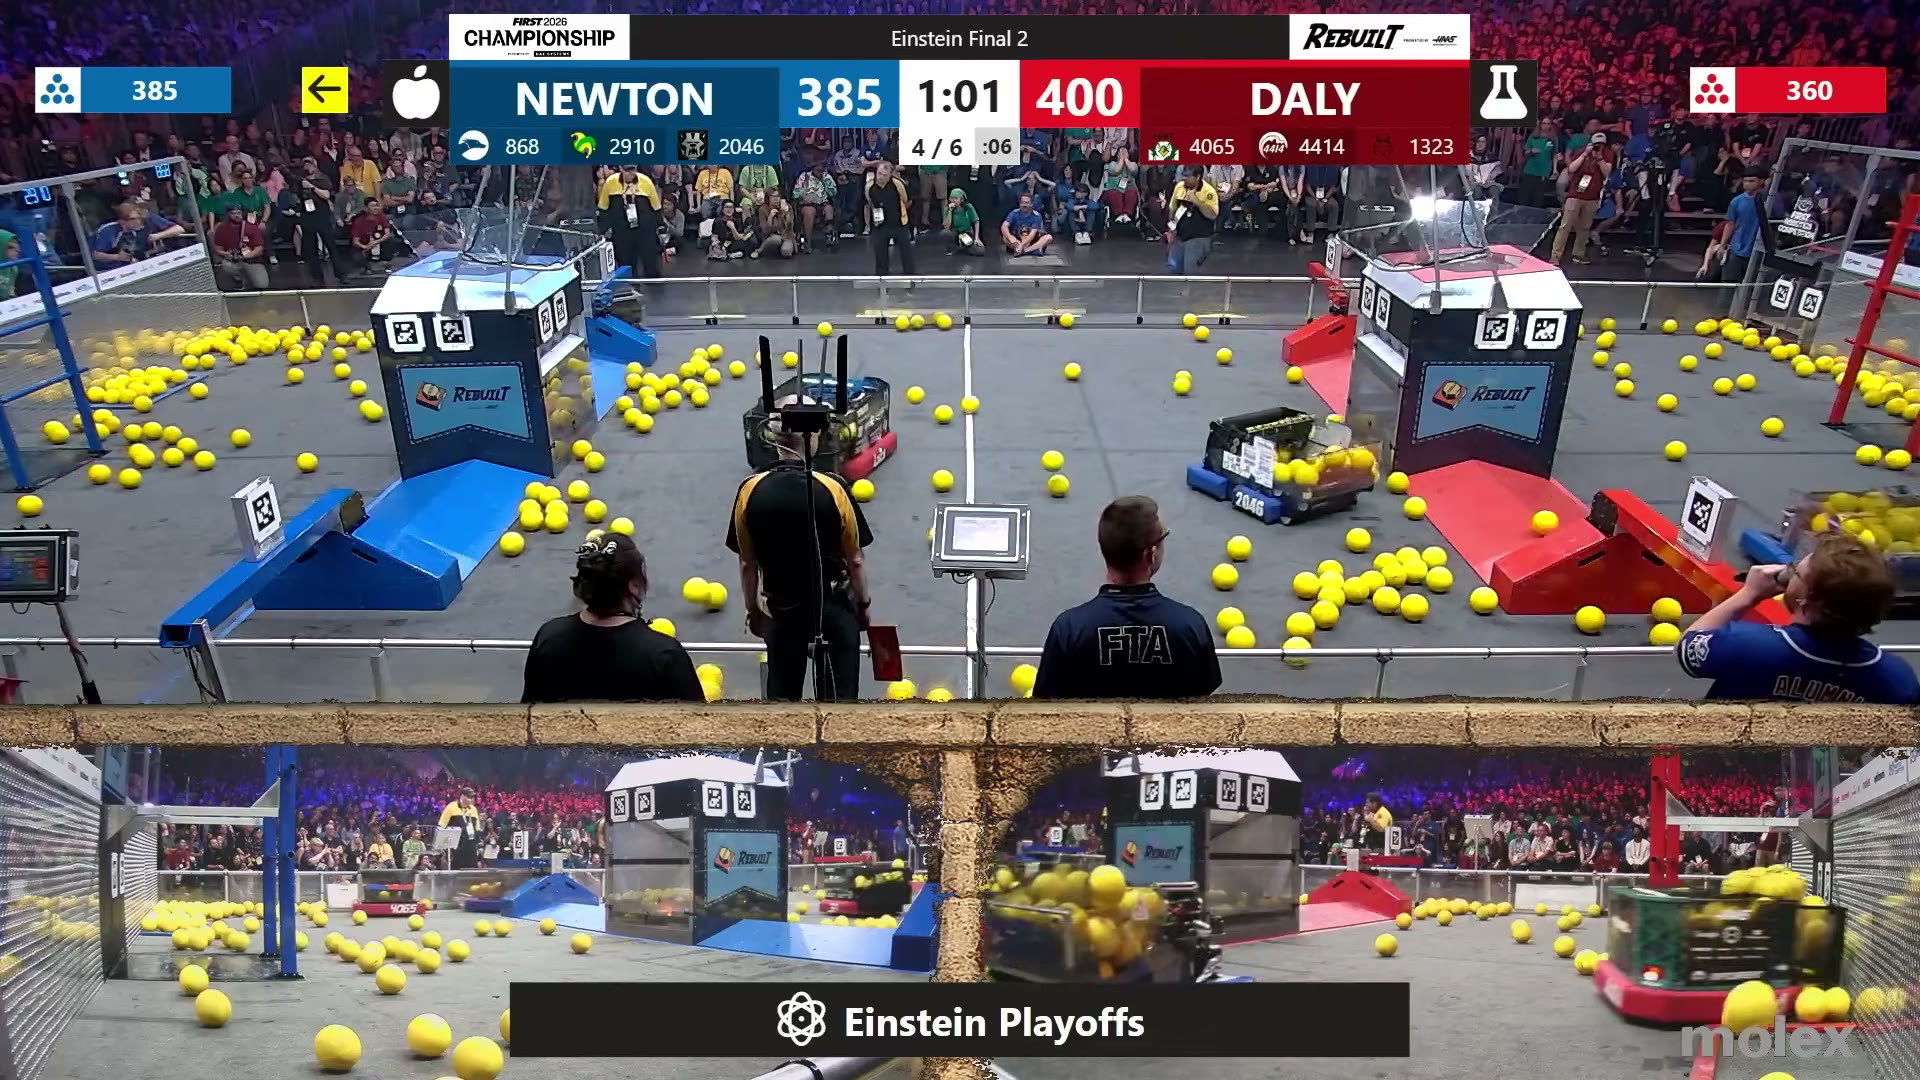 FIRST 2026
CHAMPIONSHIP
Einstein Final 2
REBUILT
385
NEWTON
385
1:01
400
DALY
360
868
2910
2046
4 / 6
:06
4065
4414
1323
REBUILT
REBUILT
2046
FTA
ALUMNI
REBUILT
REBUILT
4065
Einstein Playoffs
molex